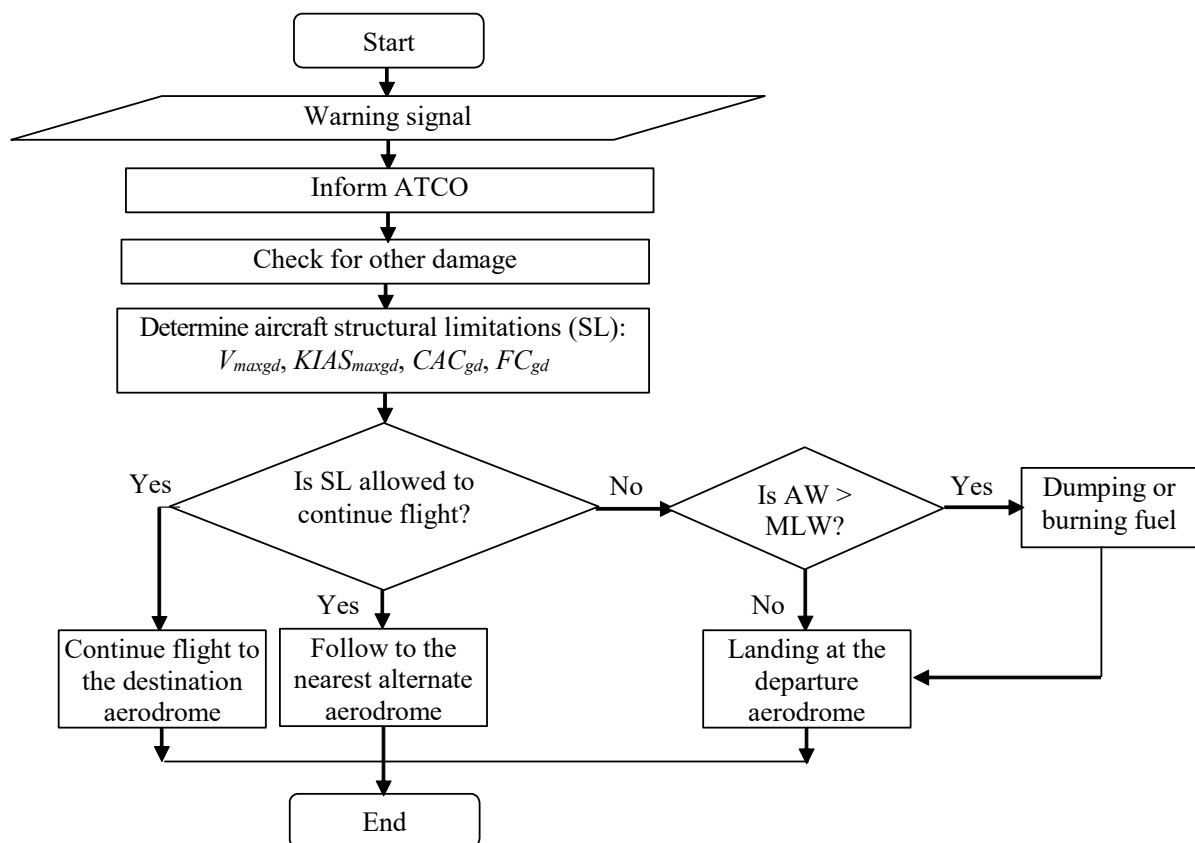 Start
Warning signal
Inform ATCO
Check for other damage
Determine aircraft structural limitations (SL):
Vmaxgd, KIASmaxgd, CACgd, FCgd
Yes
Is SL allowed to
continue flight?
No
Is AW >
MLW?
Yes
Dumping or
burning fuel
Yes
No
Continue flight to
the destination
aerodrome
Follow to the
nearest alternate
aerodrome
Landing at the
departure
aerodrome
End